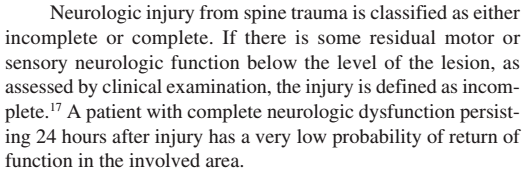 Neurologic injury from spine trauma is classified as either
incomplete or complete. If there is some residual motor or
sensory neurologic function below the level of the lesion, as
assessed by clinical examination, the injury is defined as incom-
plete.17 A patient with complete neurologic dysfunction persist-
ing 24 hours after injury has a very low probability of return of
function in the involved area.